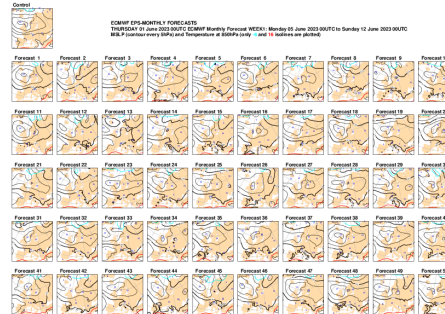 Control
ECMWF EPS-MONTHLY FORECASTS
THURSDAY 01 June 2023 00UTC ECMWF Monthly Forecast WEEK1: Monday 05 June 2023 00UTC to Sunday 12 June 2023 00UTC
MSLP (contour every 5hPa) and Temperature at 850hPa (only and 16 isolines are plotted)
Forecast 1 Forecast 2 Forecast 3 Forecast 4 Forecast 5 Forecast 6 Forecast 7 Forecast 8 Forecast 9 Forecast
Forecast 11 Forecast 12 Forecast 13 Forecast 14 Forecast 15 Forecast 16 Forecast 17 Forecast 18 Forecast 19 Forecast
Forecast 21 Forecast 22 Forecast 23 Forecast 24 Forecast 25 Forecast 26 Forecast 27 Forecast 28 Forecast 29 Forecast
Forecast 31 Forecast 32 Forecast 33 Forecast 34 Forecast 35 Forecast 36 Forecast 37 Forecast 38 Forecast 39 Forecast
Forecast 41 Forecast 42 Forecast 43 Forecast 44 Forecast 45 Forecast 46 Forecast 47 Forecast 48 Forecast 49 Forecast